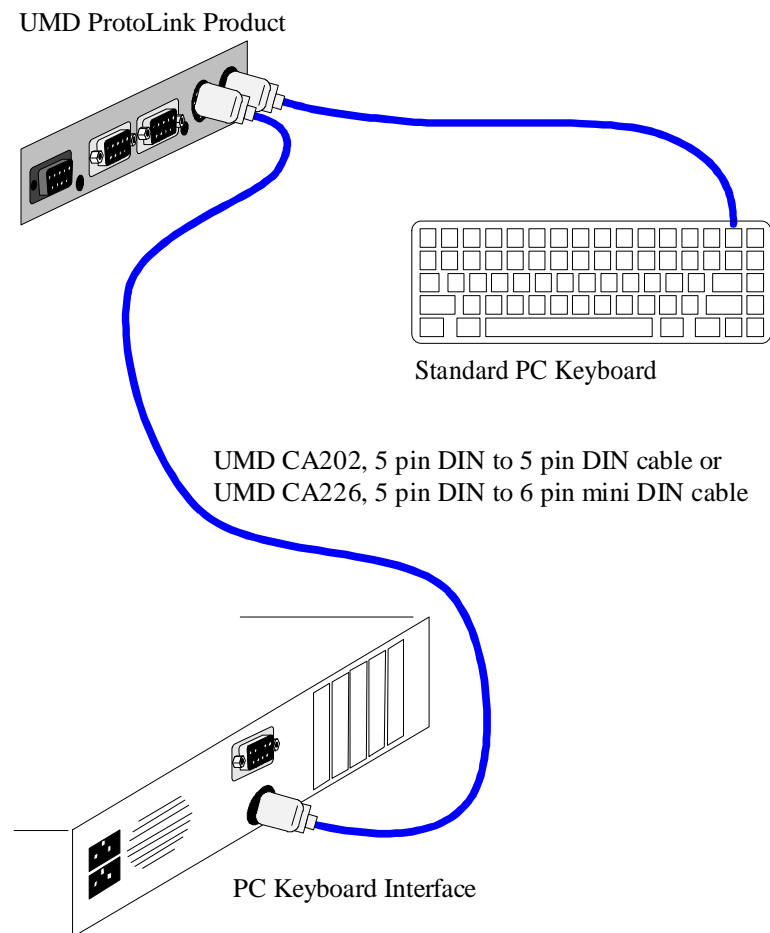 UMD ProtoLink Product
Standard PC Keyboard
UMD CA202, 5 pin DIN to 5 pin DIN cable or
UMD CA226, 5 pin DIN to 6 pin mini DIN cable
PC Keyboard Interface